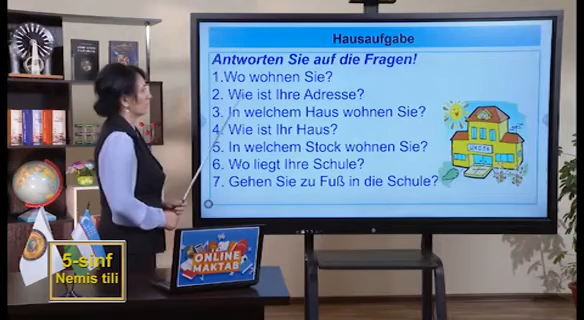 Hausaufgabe
Antworten Sie auf die Fragen!
1.Wo wohnen Sie?
2. Wie ist Ihre Adresse?
3. In welchem Haus wohnen Sie?
4. Wie ist Ihr Haus?
5. In welchem Stock wohnen Sie?
6. Wo liegt Ihre Schule?
7. Gehen Sie zu Fuß in die Schule?
5-sinf
Nemis tili
ONLINE
MAKTAB